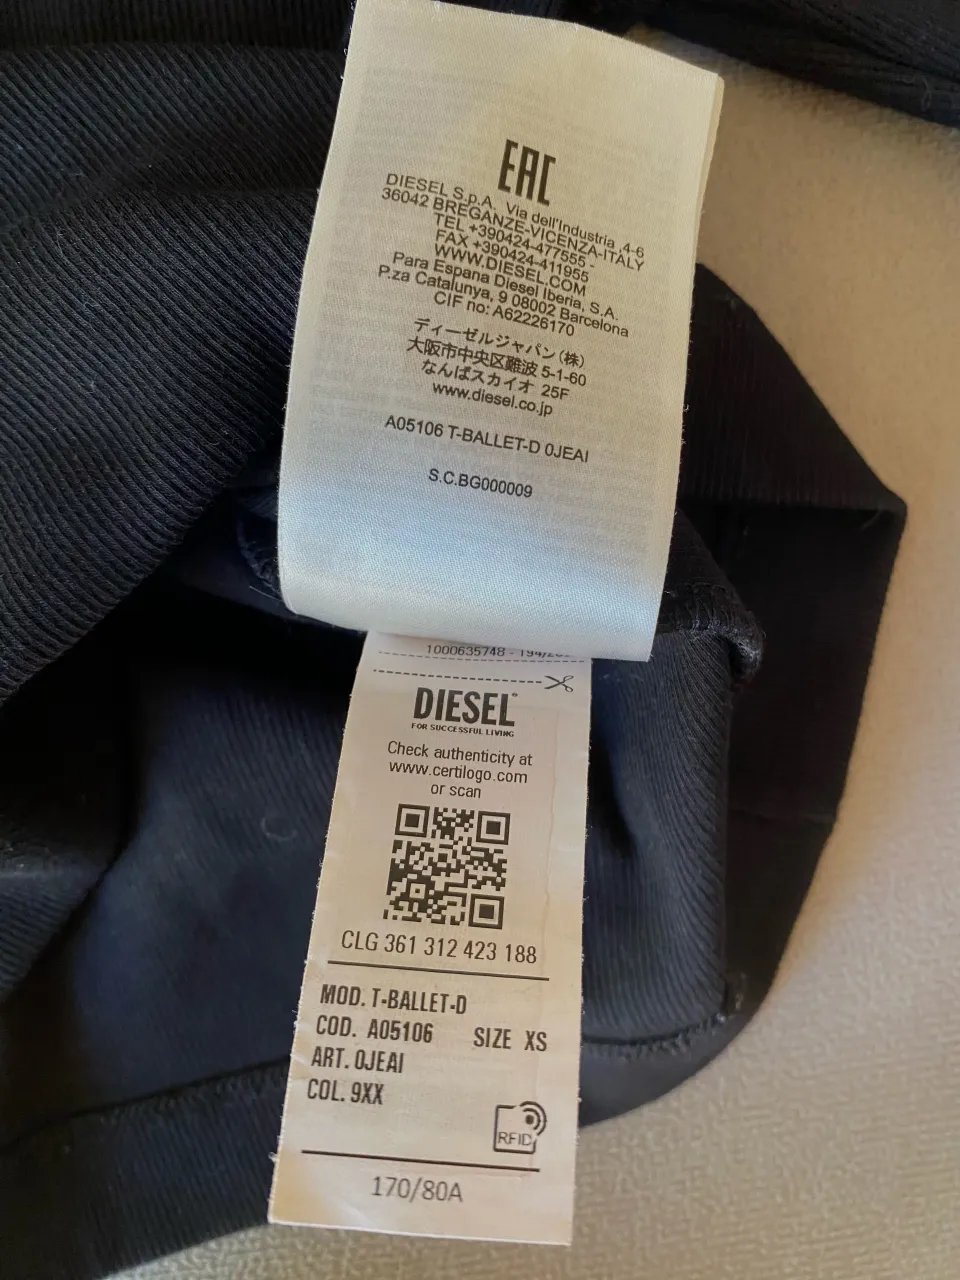 EAC
DIESEL S.p.A. Via dell'Industria ,4-6
36042 BREGANZE-VICENZA-ITALY
TEL +390424-477555 -
FAX +390424-411955
WWW.DIESEL.COM
Para Espana Diesel Iberia, S.A.
P.za Catalunya, 9 08002 Barcelona
CIF no: A62226170
ディーゼルジャパン(株)
大阪市中央区難波 5-1-60
なんばスカイオ 25F
www.diesel.co.jp
A05106 T-BALLET-D 0JEAI
S.C.BG000009
1000635748 -
DIESEL
FOR SUCCESSFUL LIVING
Check authenticity at
www.certilogo.com
or scan
CLG 361 312 423 188
MOD. T-BALLET-D
COD. A05106 SIZE XS
ART. 0JEAI
COL. 9XX
RFID
170/80A